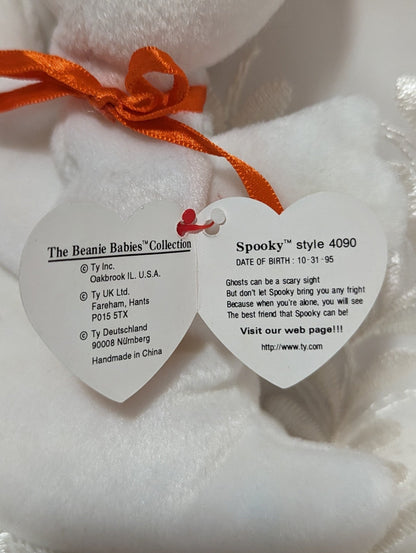 The Beanie Babies™Collection
© Ty Inc.
Oakbrook IL. U.S.A.
© Ty UK Ltd.
Fareham, Hants
P015 5TX
© Ty Deutschland
90008 Nürnberg
Handmade in China
Spooky™ style 4090
DATE OF BIRTH : 10-31-95
Ghosts can be a scary sight
But don't let Spooky bring you any fright
Because when you're alone, you will see
The best friend that Spooky can be!
Visit our web page!!!
http://www.ty.com